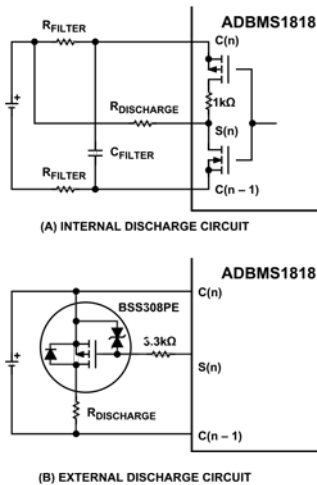 ADBMS1818
RFILTER
C(n)
1kΩ
RDISCHARGE
S(n)
CFILTER
RFILTER
C(n – 1)
+
(A) INTERNAL DISCHARGE CIRCUIT
ADBMS1818
C(n)
BSS308PE
3.3kΩ
+
S(n)
RDISCHARGE
C(n – 1)
(B) EXTERNAL DISCHARGE CIRCUIT